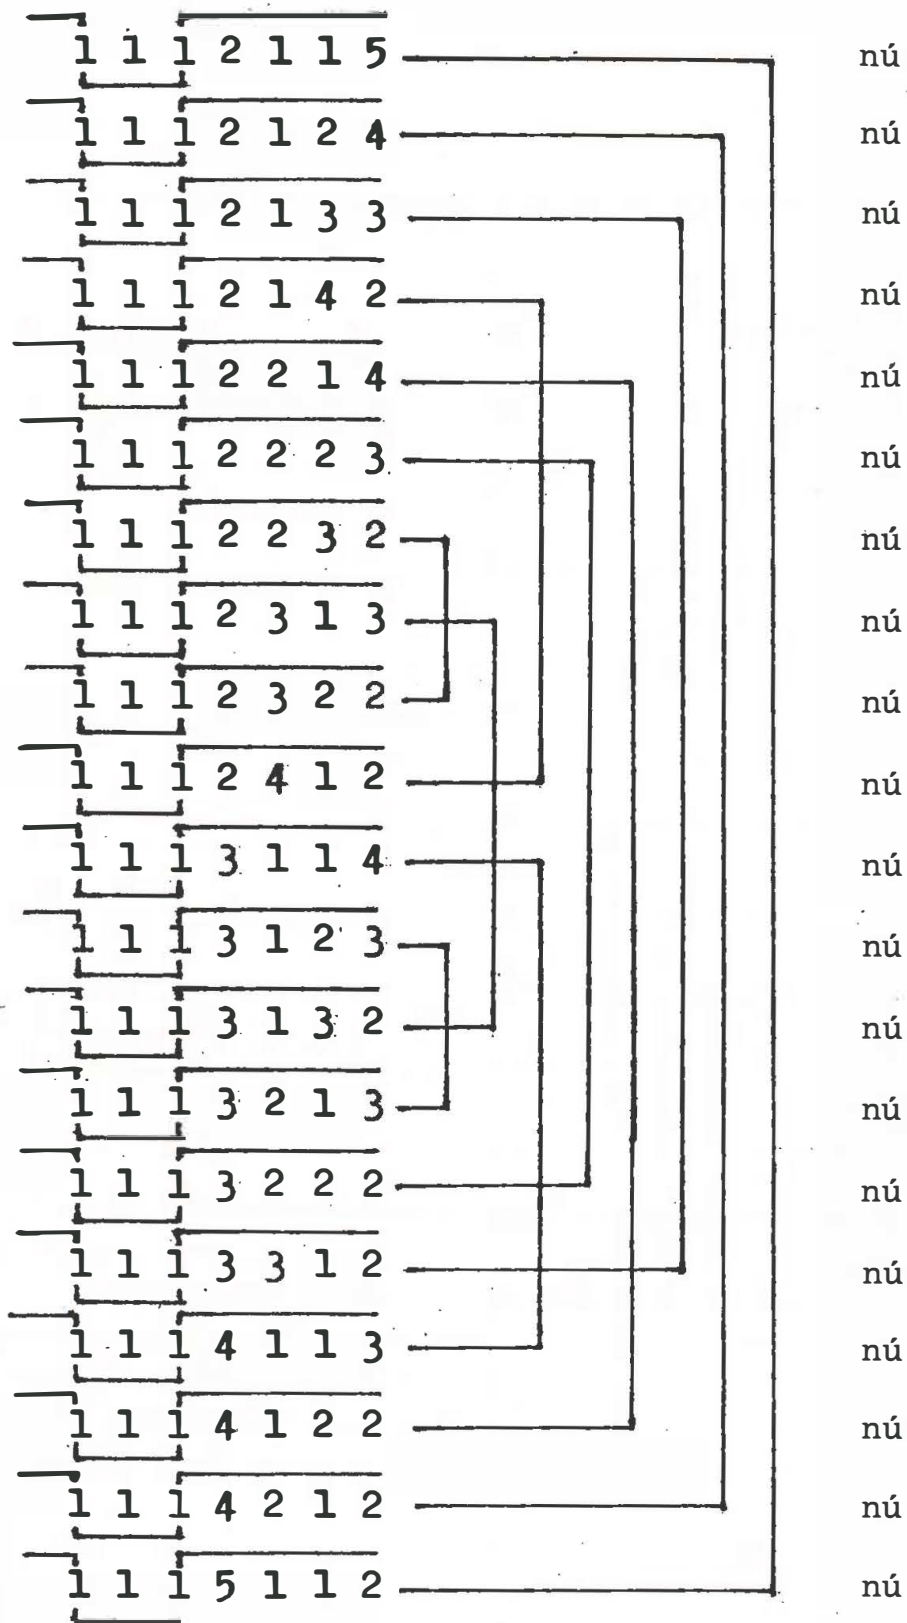 1 1 1 2 1 1 5 nú
1 1 1 2 1 2 4 nú
1 1 1 2 1 3 3 nú
1 1 1 2 1 4 2 nú
1 1 1 2 2 1 4 nú
1 1 1 2 2 2 3 nú
1 1 1 2 2 3 2 nú
1 1 1 2 3 1 3 nú
1 1 1 2 3 2 2 nú
1 1 1 2 4 1 2 nú
1 1 1 3 1 1 4 nú
1 1 1 3 1 2 3 nú
1 1 1 3 1 3 2 nú
1 1 1 3 2 1 3 nú
1 1 1 3 2 2 2 nú
1 1 1 3 3 1 2 nú
1 1 1 4 1 1 3 nú
1 1 1 4 1 2 2 nú
1 1 1 4 2 1 2 nú
1 1 1 5 1 1 2 nú